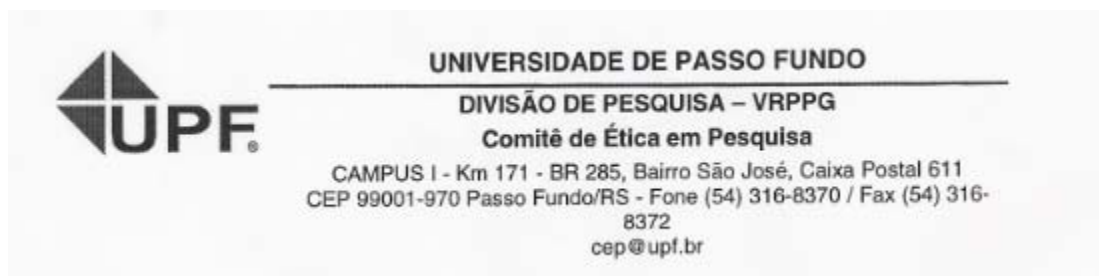 UNIVERSIDADE DE PASSO FUNDO
DIVISÃO DE PESQUISA – VRPPG
UPF®
Comitê de Ética em Pesquisa
CAMPUS I - Km 171 - BR 285, Bairro São José, Caixa Postal 611
CEP 99001-970 Passo Fundo/RS - Fone (54) 316-8370 / Fax (54) 316-
8372
cep@upf.br